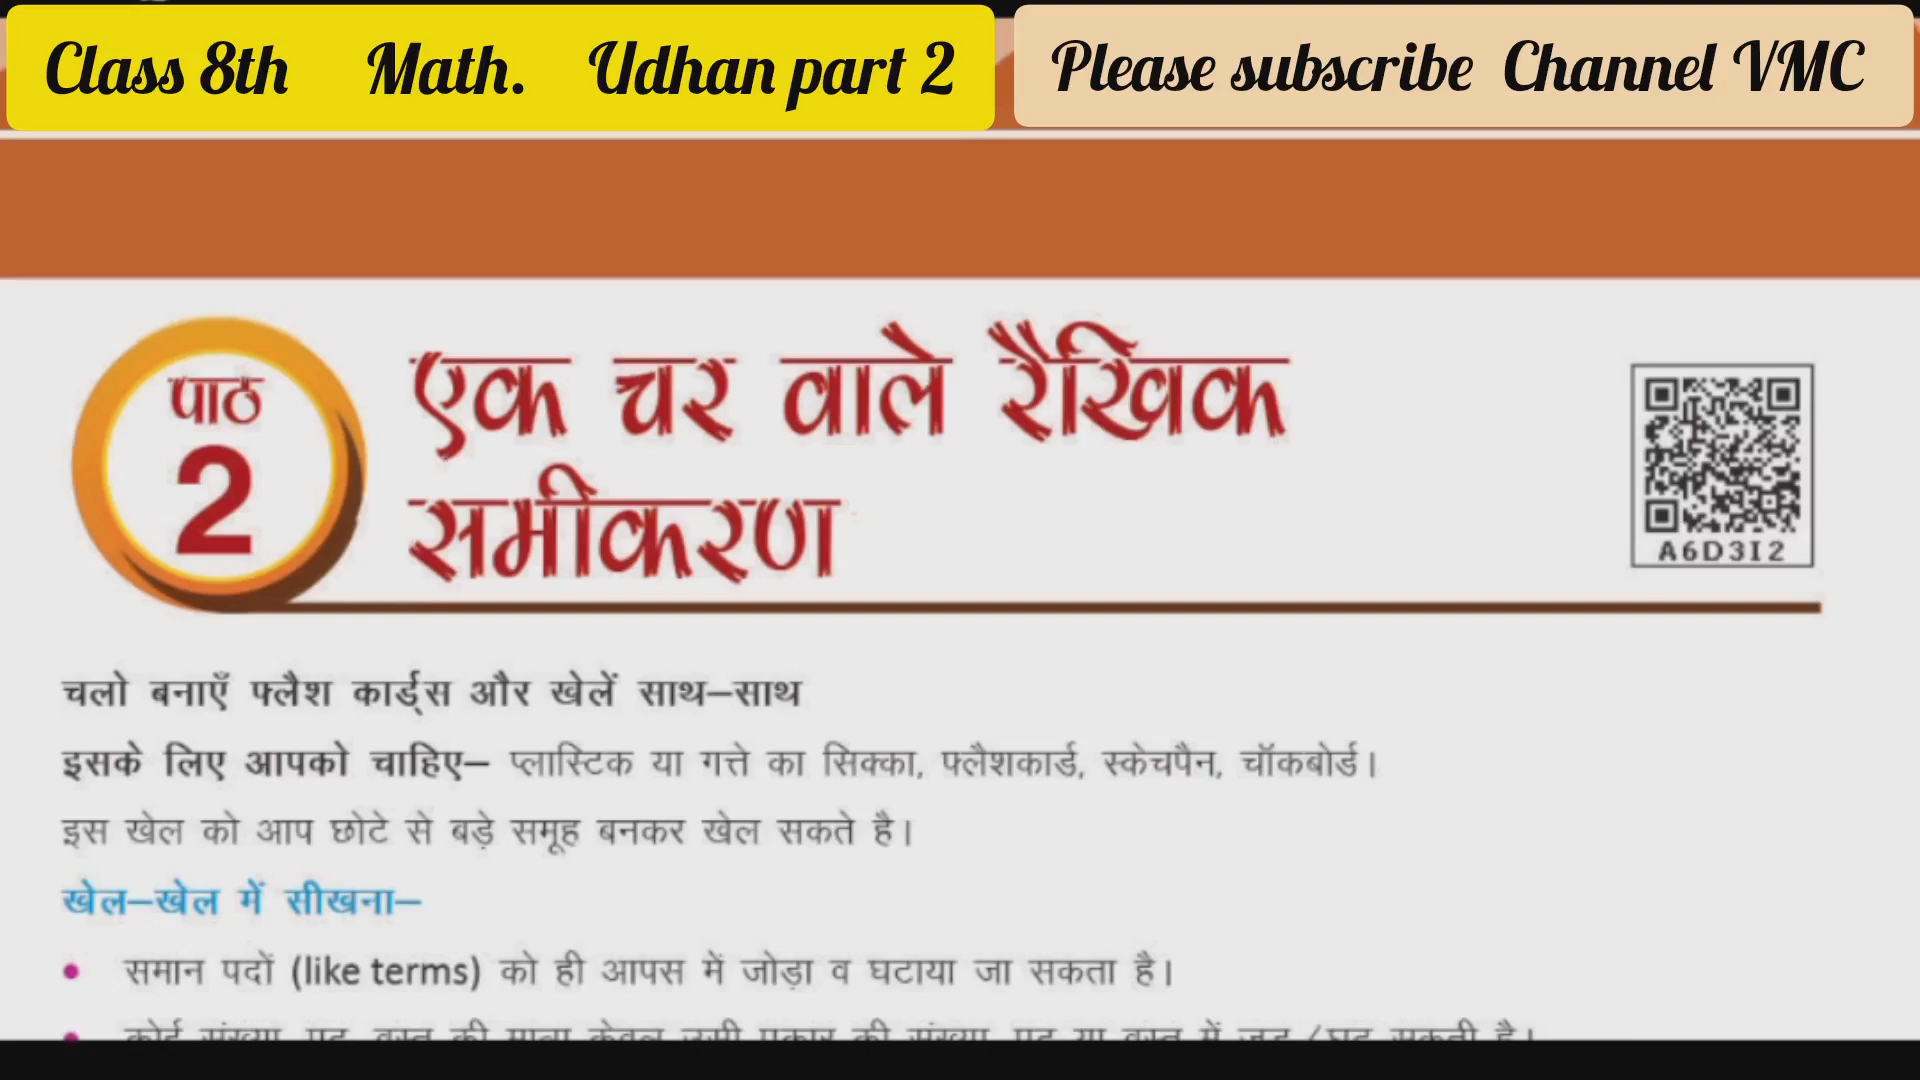 Class 8th Math. Udhan part 2
Please subscribe Channel VMC
पाठ
2
एक चर वाले रैखिक
समीकरण
A6D3I2
चलो बनाएँ फ्लैश कार्ड्स और खेलें साथ–साथ
इसके लिए आपको चाहिए– प्लास्टिक या गत्ते का सिक्का, फ्लैशकार्ड, स्केचपैन, चॉकबोर्ड।
इस खेल को आप छोटे से बड़े समूह बनकर खेल सकते है।
खेल–खेल में सीखना–
• समान पदों (like terms) को ही आपस में जोड़ा व घटाया जा सकता है।